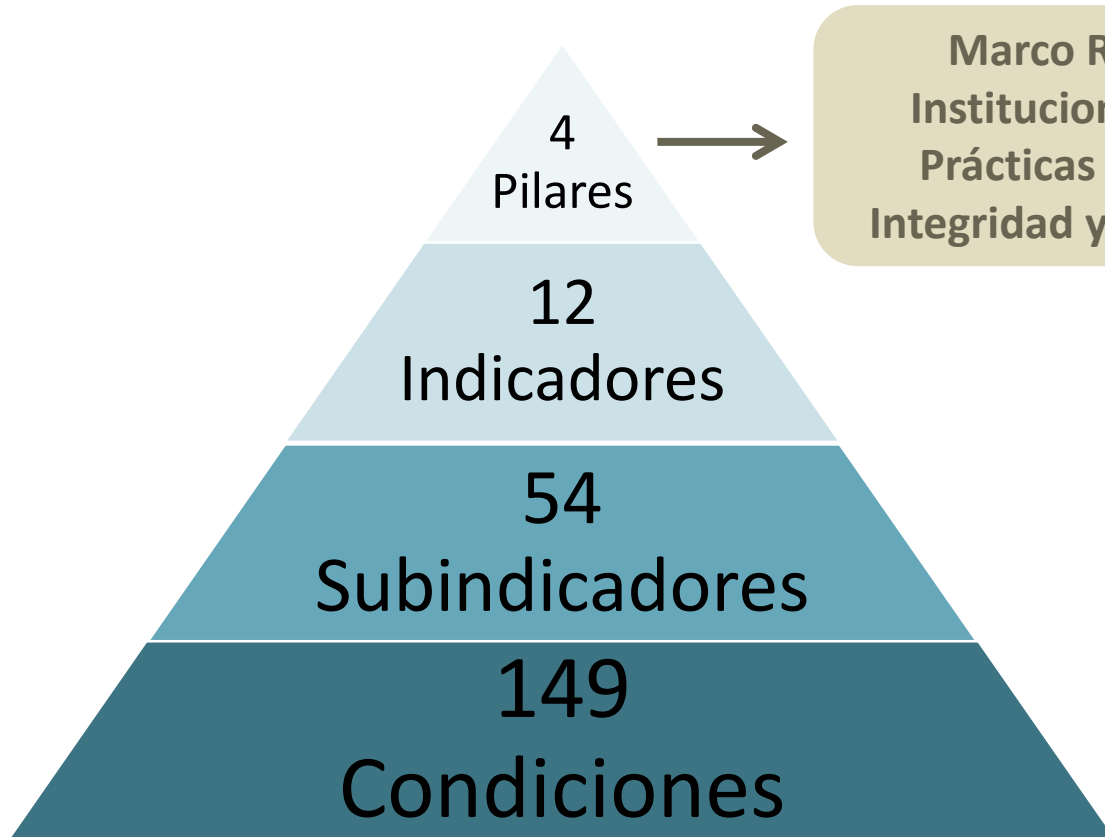 4
Pilares
12
Indicadores
54
Subindicadores
149
Condiciones
Marco
Prácticas
Integridad y